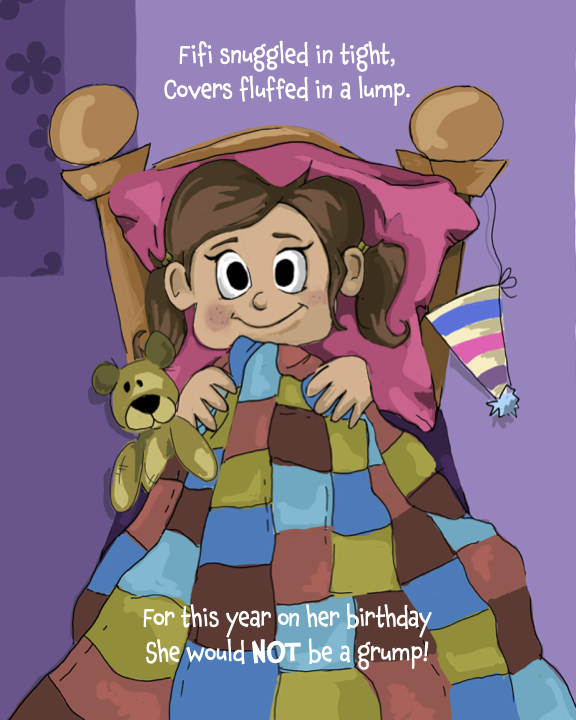 Fifi snuggled in tight,
Covers fluffed in a lump.
For this year on her birthday
She would NOT be a grump!